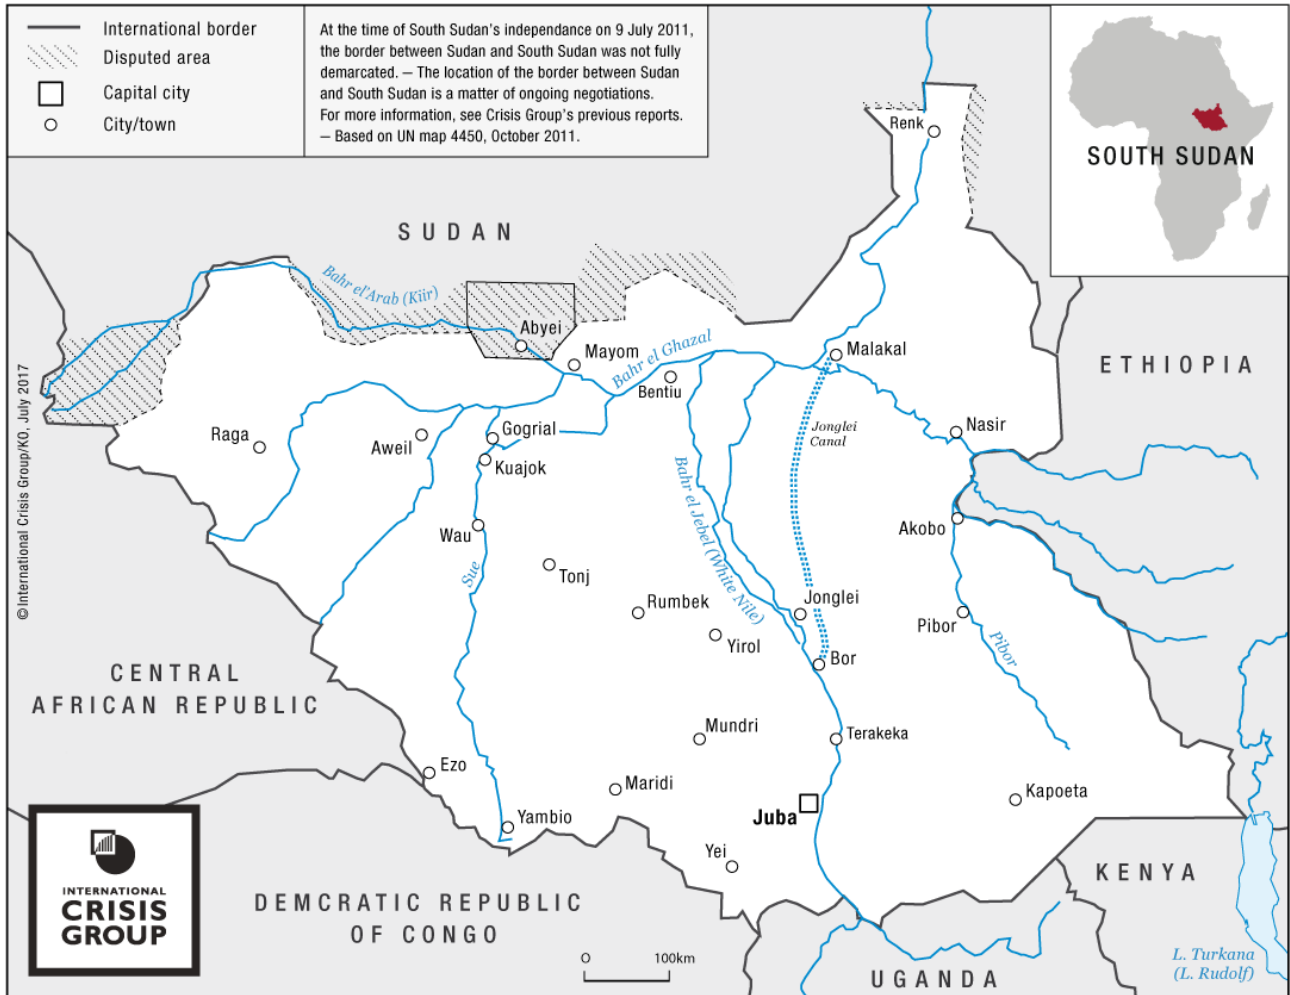 International border
Disputed area
Capital city
City/town
At the time of South Sudan's independence on 9 July 2011,
the border between Sudan and South Sudan was not fully
demarcated. — The location of the border between Sudan
and South Sudan is a matter of ongoing negotiations.
For more information, see Crisis Group's previous reports.
— Based on UN map 4450, October 2011.
SOUTH SUDAN
Renk
SUDAN
Bahr el'Arab (Kiir)
Abyei
Mayom
Bahr el Ghazal
Bentiu
Malakal
ETHIOPIA
© International Crisis Group/KO, July 2017
Raga
Aweil
Gogrial
Kuajok
Jonglei
Canal
Nasir
Wau
Sue
Tonj
Bahr el Jebel (White Nile)
Akobo
Rumbek
Yirol
Jonglei
Bor
Pibor
Pibor
CENTRAL
AFRICAN REPUBLIC
Mundri
Terakeka
Ezo
Maridi
Kapoeta
Yambio
Juba
Yei
KENYA
INTERNATIONAL
CRISIS
GROUP
DEMCRATIC REPUBLIC
OF CONGO
0 100km
UGANDA
L. Turkana
(L. Rudolf)